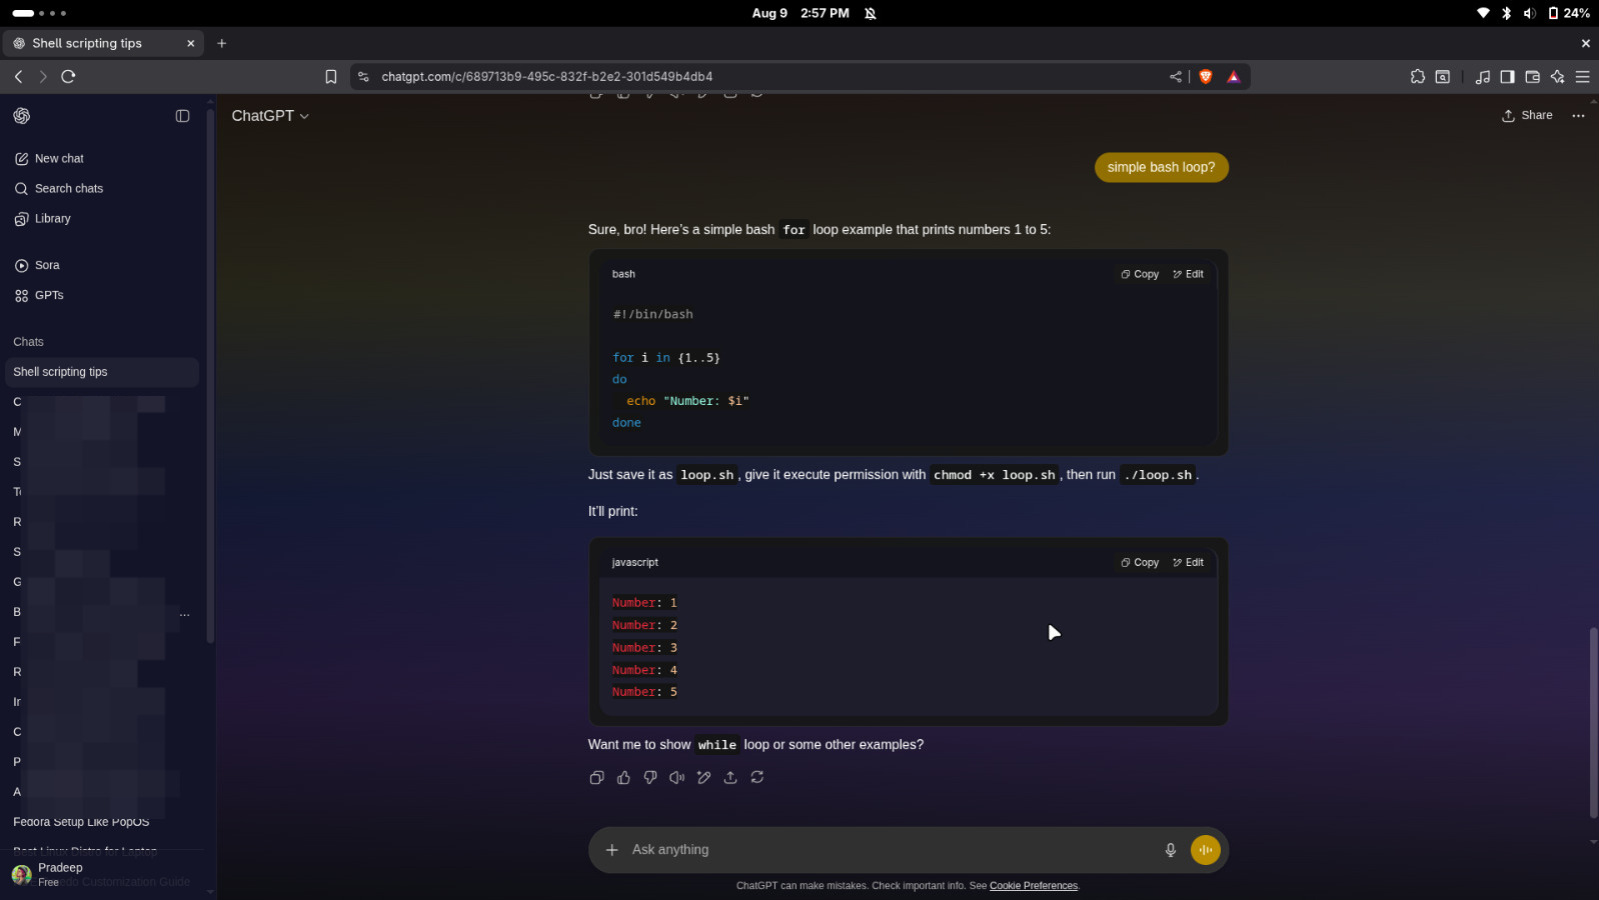 Aug 9 2:57 PM
24%
Shell scripting tips
chatgpt.com/c/689713b9-495c-832f-b2e2-301d549b4db4
ChatGPT
Share
New chat
Search chats
Library
Sora
GPTs
Chats
Shell scripting tips
C
M
S
R
S
G
B ...
F
R
C
P
A
Fedora Setup Like PopOS
Best Linux Distro for Laptop
Customization Guide
Pradeep
Free
simple bash loop?
Sure, bro! Here’s a simple bash for loop example that prints numbers 1 to 5:
bash
Copy Edit
#!/bin/bash
for i in {1..5}
do
echo "Number: $i"
done
Just save it as loop.sh, give it execute permission with chmod +x loop.sh, then run ./loop.sh.
It’ll print:
javascript
Copy Edit
Number: 1
Number: 2
Number: 3
Number: 4
Number: 5
Want me to show while loop or some other examples?
Ask anything
ChatGPT can make mistakes. Check important info. See Cookie Preferences.